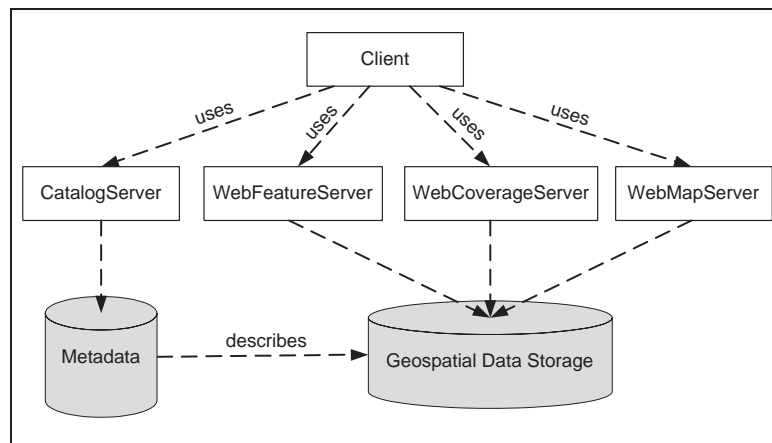 Client
uses
uses
uses
uses
CatalogServer
WebFeatureServer
WebCoverageServer
WebMapServer
Metadata
describes
Geospatial Data Storage